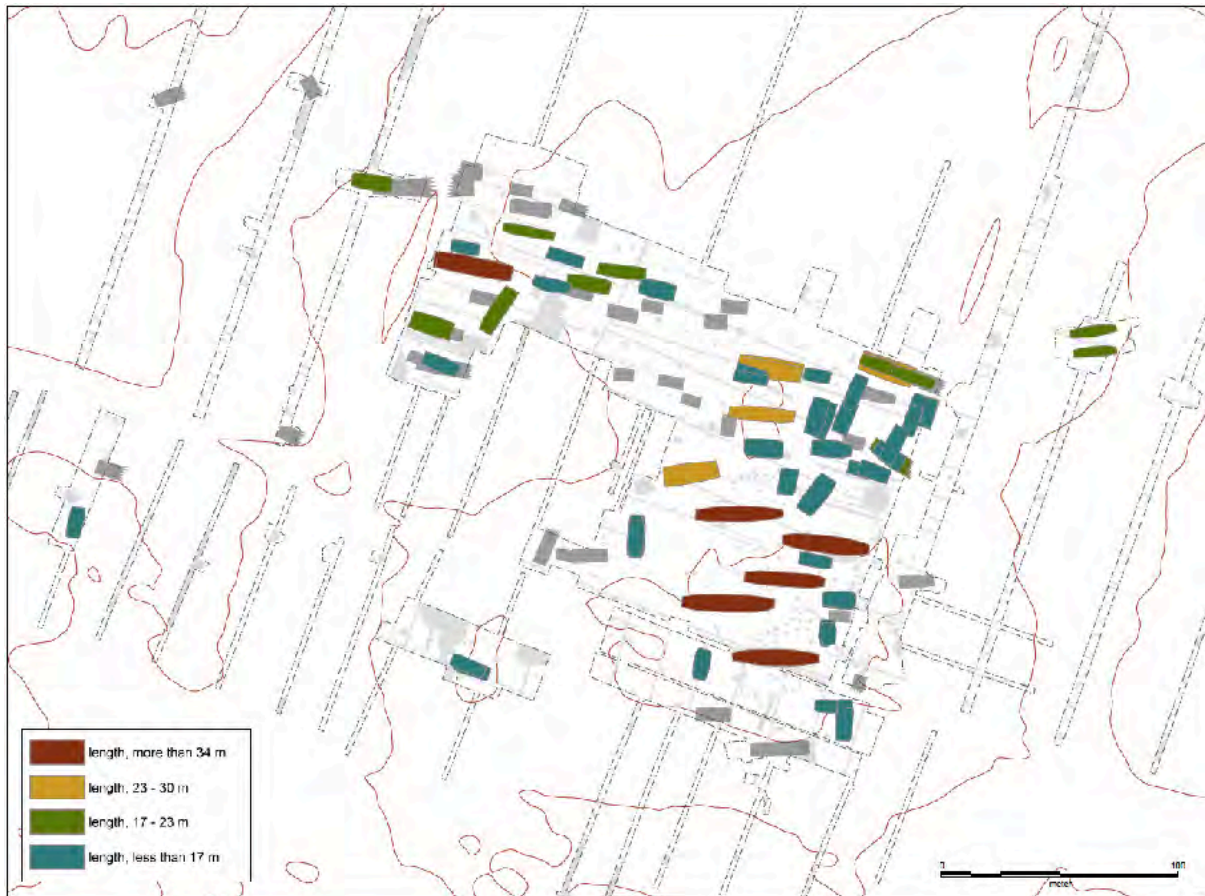 length, more than 34 m
length, 23 - 30 m
length, 17 - 23 m
length, less than 17 m
0 100